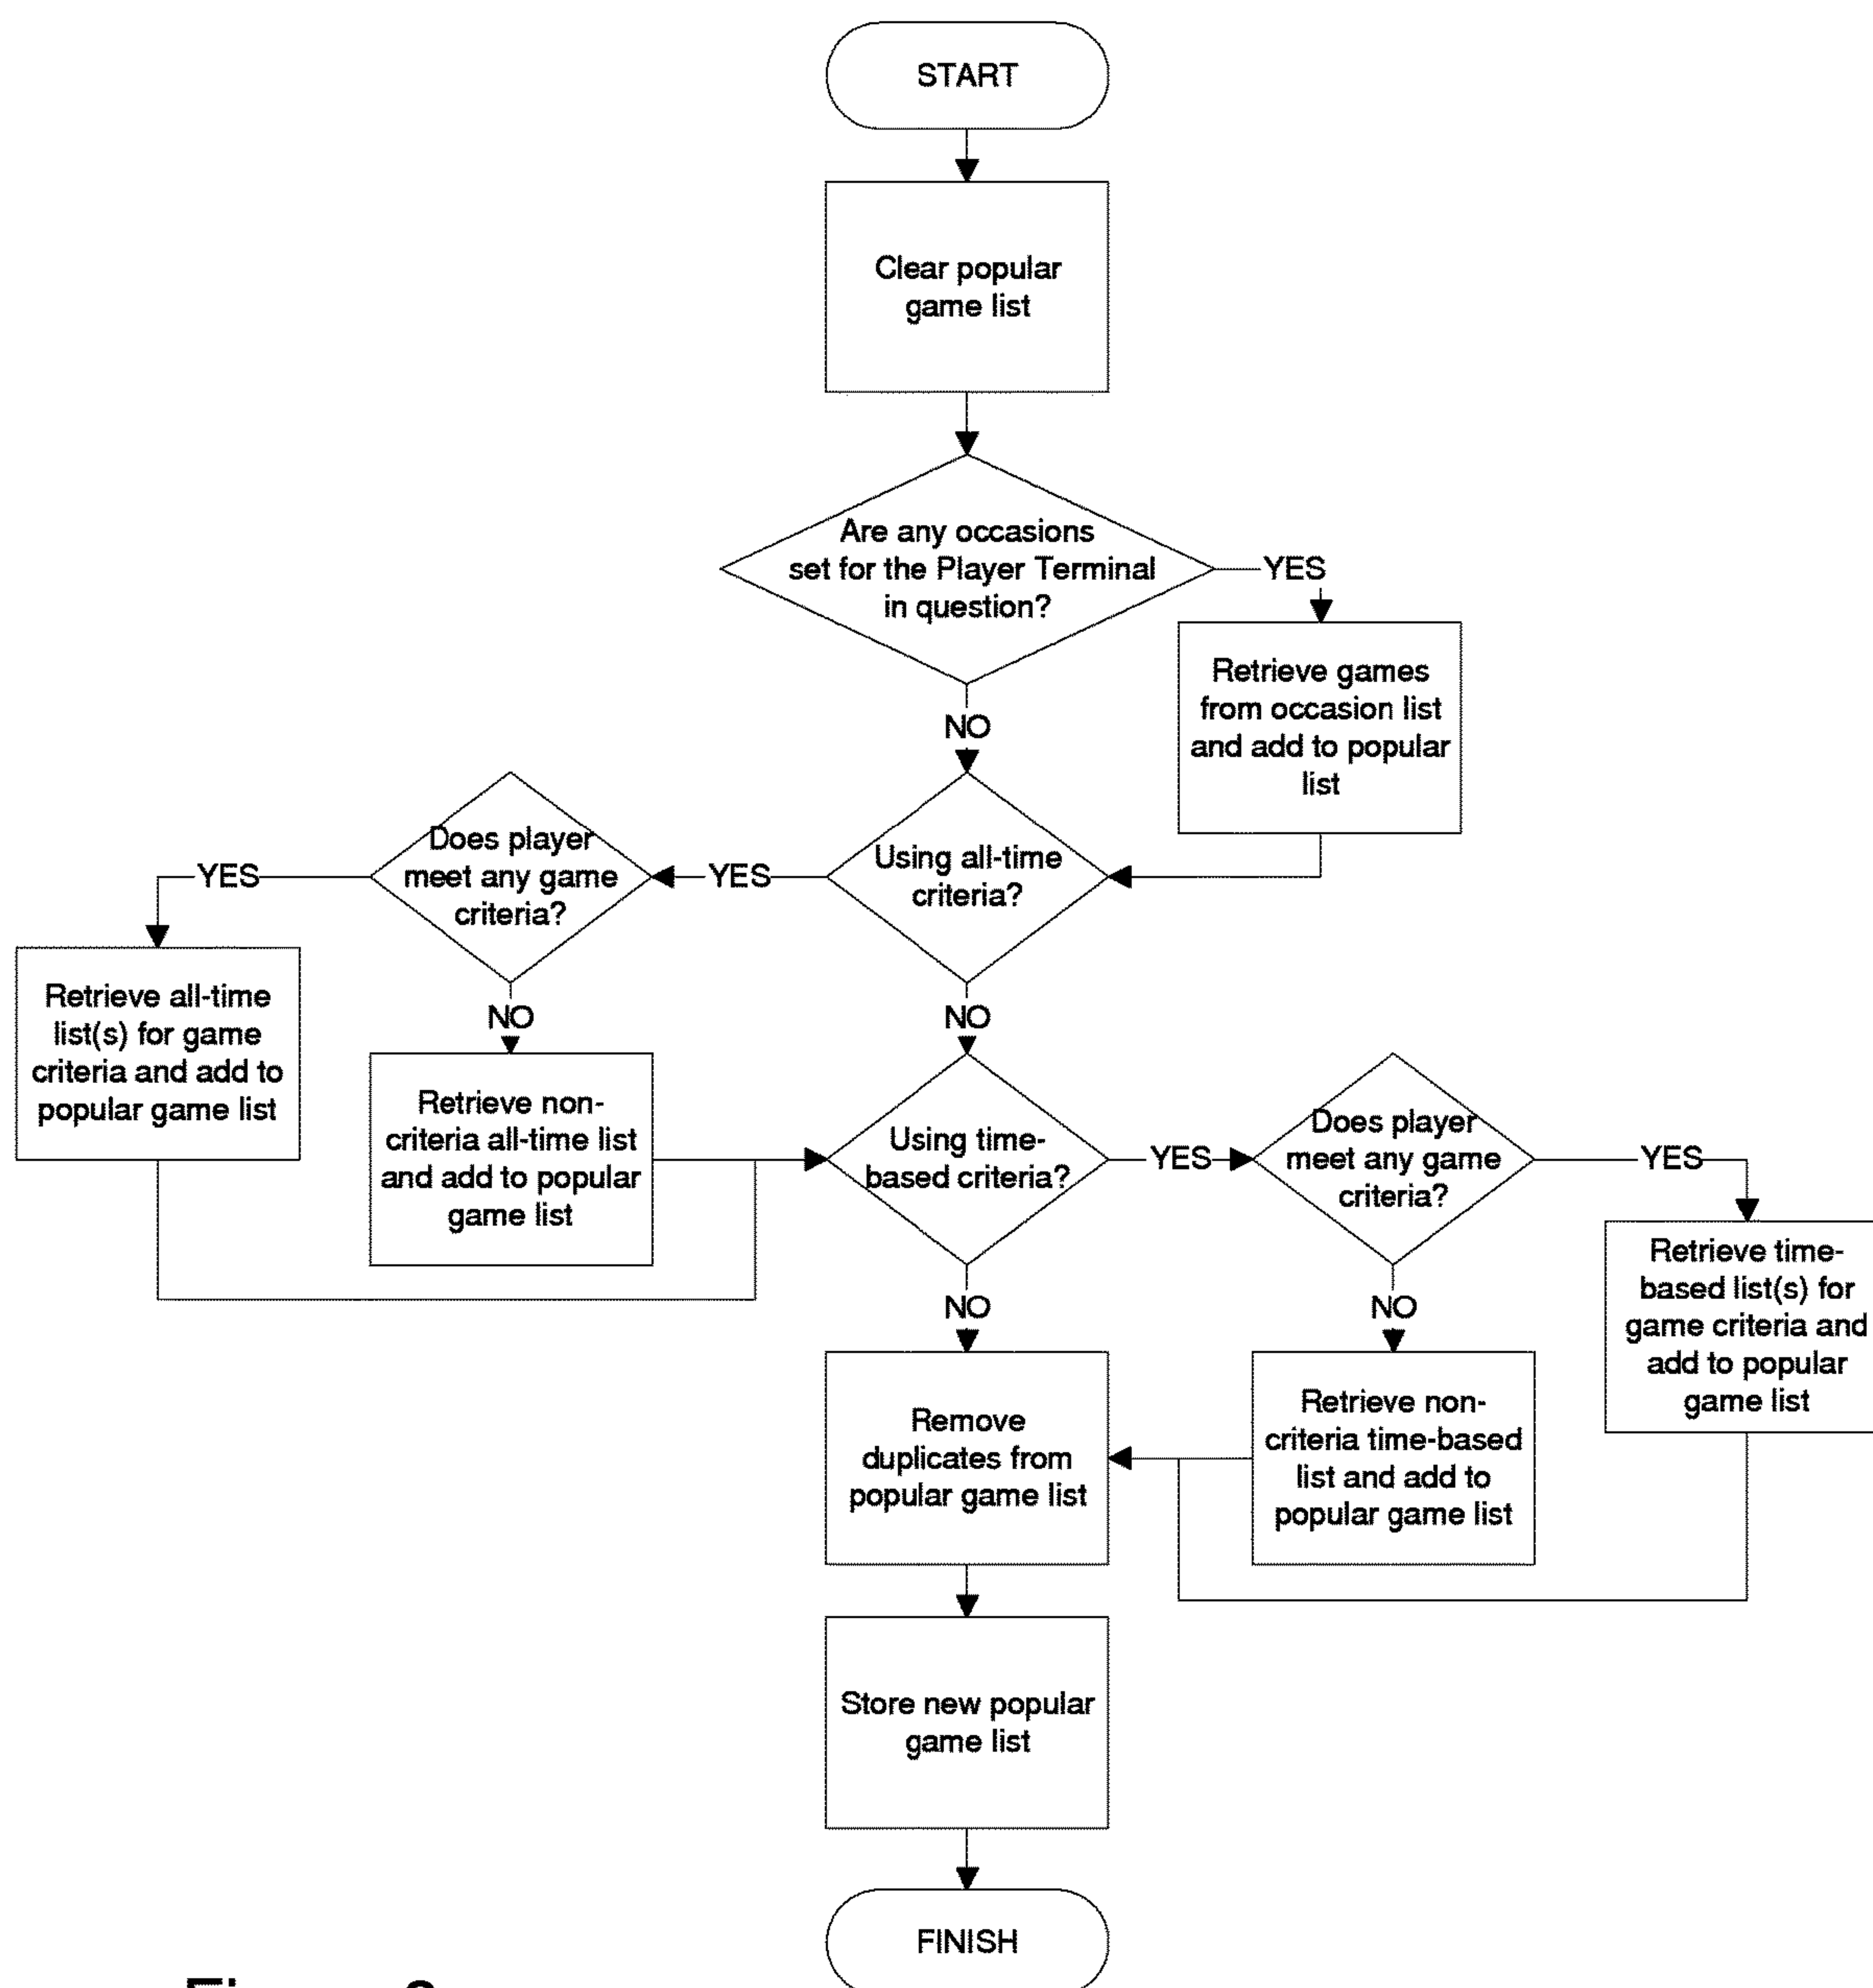 START
Clear popular
game list
Are any occasions
set for the Player Terminal
in question?
YES
Retrieve games
from occasion list
and add to popular
list
NO
Using all-time
criteria?
YES
Does player
meet any game
criteria?
YES
Retrieve all-time
list(s) for game
criteria and add to
popular game list
NO
Retrieve non-
criteria all-time list
and add to popular
game list
NO
Using time-
based criteria?
YES
Does player
meet any game
criteria?
YES
Retrieve time-
based list(s) for
game criteria and
add to popular
game list
NO
Retrieve non-
criteria time-based
list and add to
popular game list
NO
Remove
duplicates from
popular game list
Store new popular
game list
FINISH